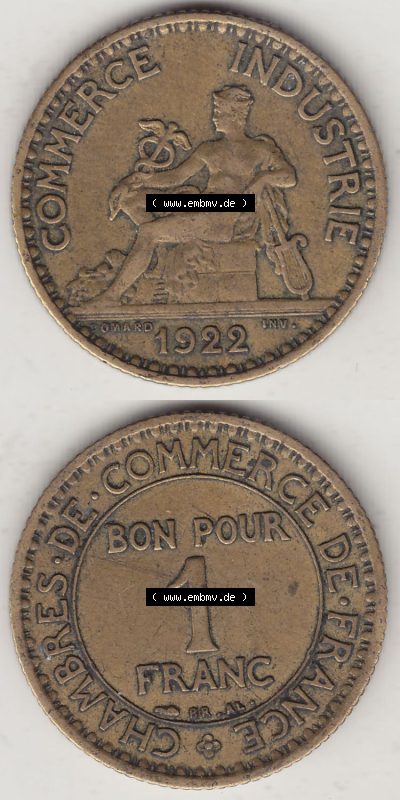 COMMERCE INDUSTRIE
( www.embmv.de )
OMARD INV.
1922
CHAMBRES · DE · COMMERCE DE · FRANCE
BON POUR
1
( www.embmv.de )
FRANC